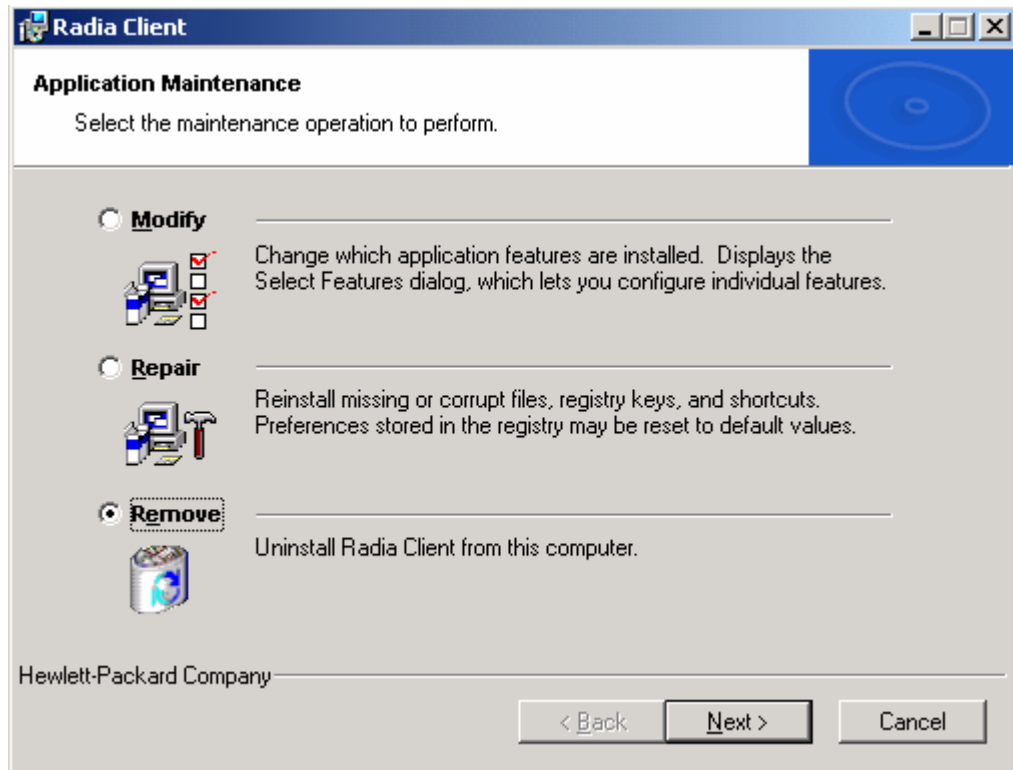 Radia Client
Application Maintenance
Select the maintenance operation to perform.
Modify
Change which application features are installed.  Displays the
Select Features dialog, which lets you configure individual features.
Repair
Reinstall missing or corrupt files, registry keys, and shortcuts.
Preferences stored in the registry may be reset to default values.
Remove
Uninstall Radia Client from this computer.
Hewlett-Packard Company
< Back
Next >
Cancel